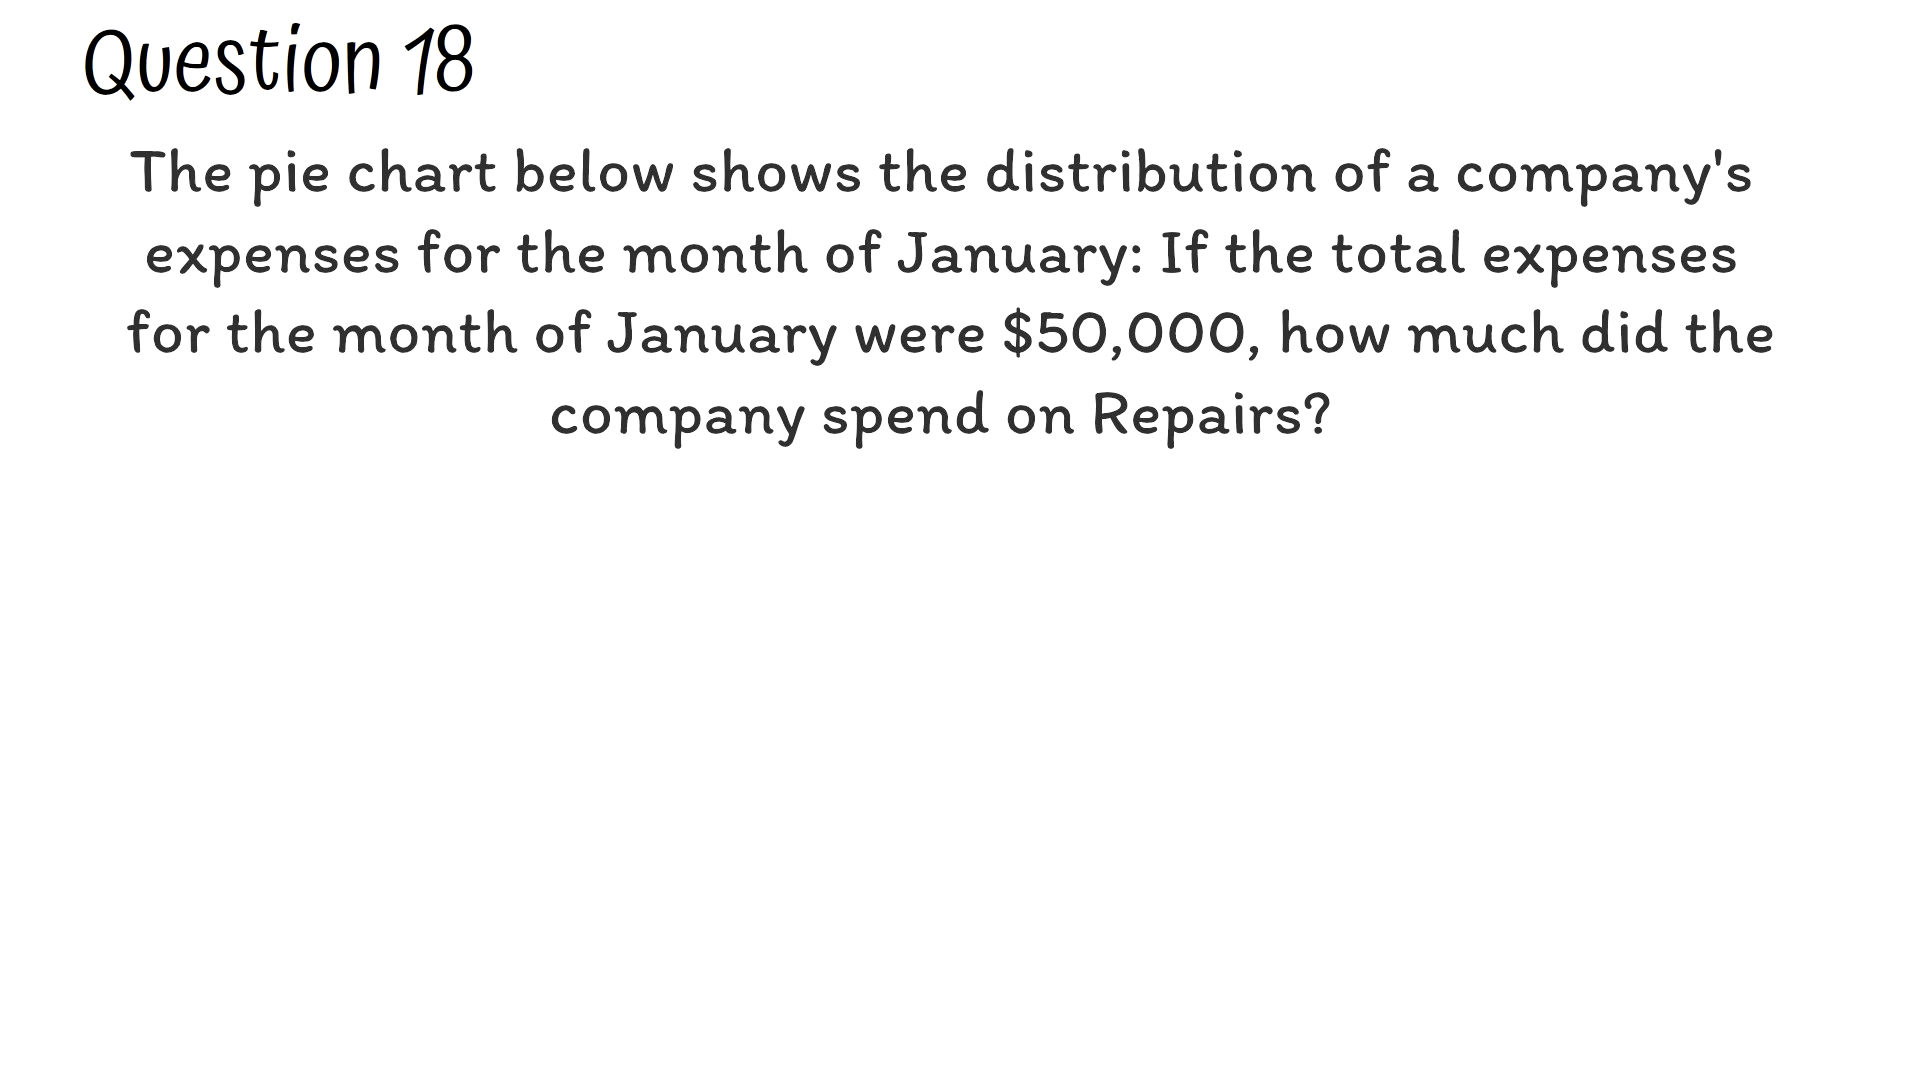 Question 18
The pie chart below shows the distribution of a company's
expenses for the month of January: If the total expenses
for the month of January were $50,000, how much did the
company spend on Repairs?